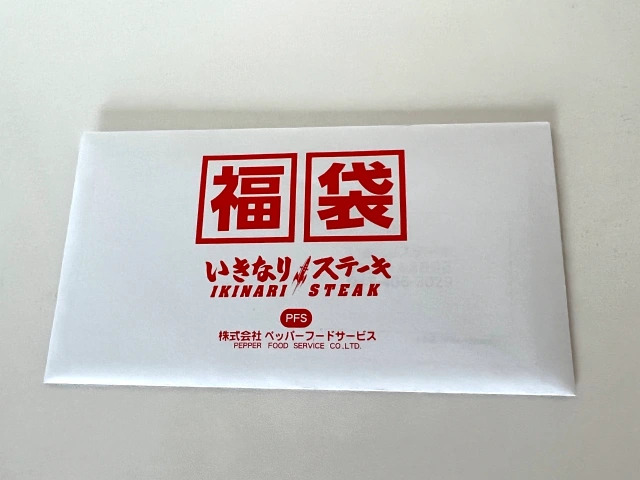 福袋
いきなりステーキ
IKINARI STEAK
PFS
株式会社 ペッパーフードサービス
PEPPER FOOD SERVICE CO.,LTD.